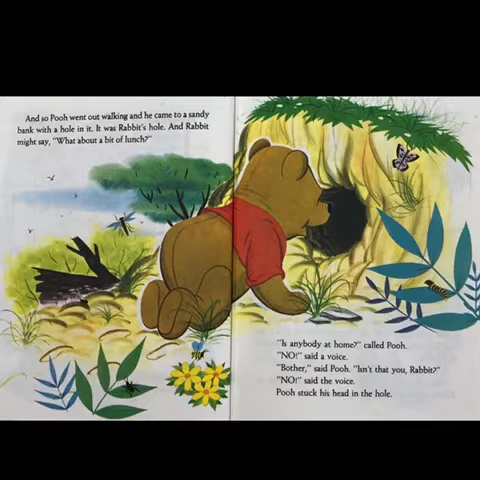 And so Pooh went out walking and he came to a sandy
bank with a hole in it. It was Rabbit's hole. And Rabbit
might say, "What about a bit of lunch?"
"Is anybody at home?" called Pooh.
"NO!" said a voice.
"Bother," said Pooh. "Isn't that you, Rabbit?"
"NO!" said the voice.
Pooh stuck his head in the hole.